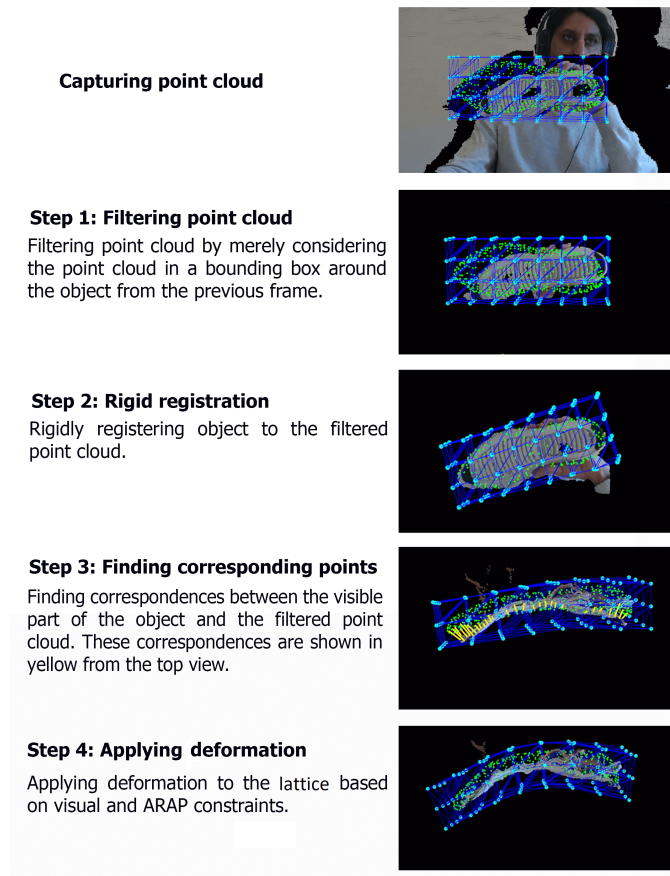 Capturing point cloud
Step 1: Filtering point cloud
Filtering point cloud by merely considering
the point cloud in a bounding box around
the object from the previous frame.
Step 2: Rigid registration
Rigidly registering object to the filtered
point cloud.
Step 3: Finding corresponding points
Finding correspondences between the visible
part of the object and the filtered point
cloud. These correspondences are shown in
yellow from the top view.
Step 4: Applying deformation
Applying deformation to the lattice based
on visual and ARAP constraints.